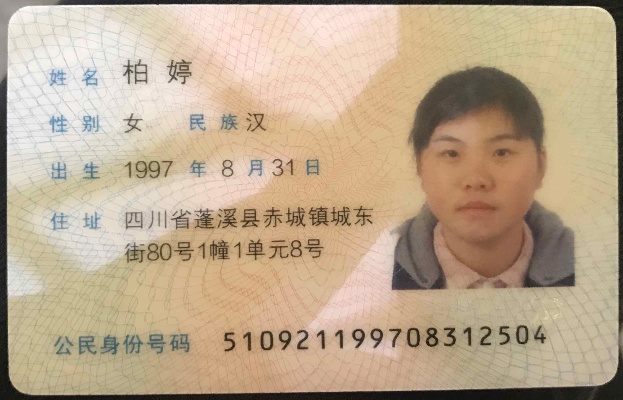 姓名 柏婷
性别 女 民族 汉
出生 1997 年 8 月 31 日
住址 四川省蓬溪县赤城镇城东
街80号1幢1单元8号
公民身份号码 510921199708312504